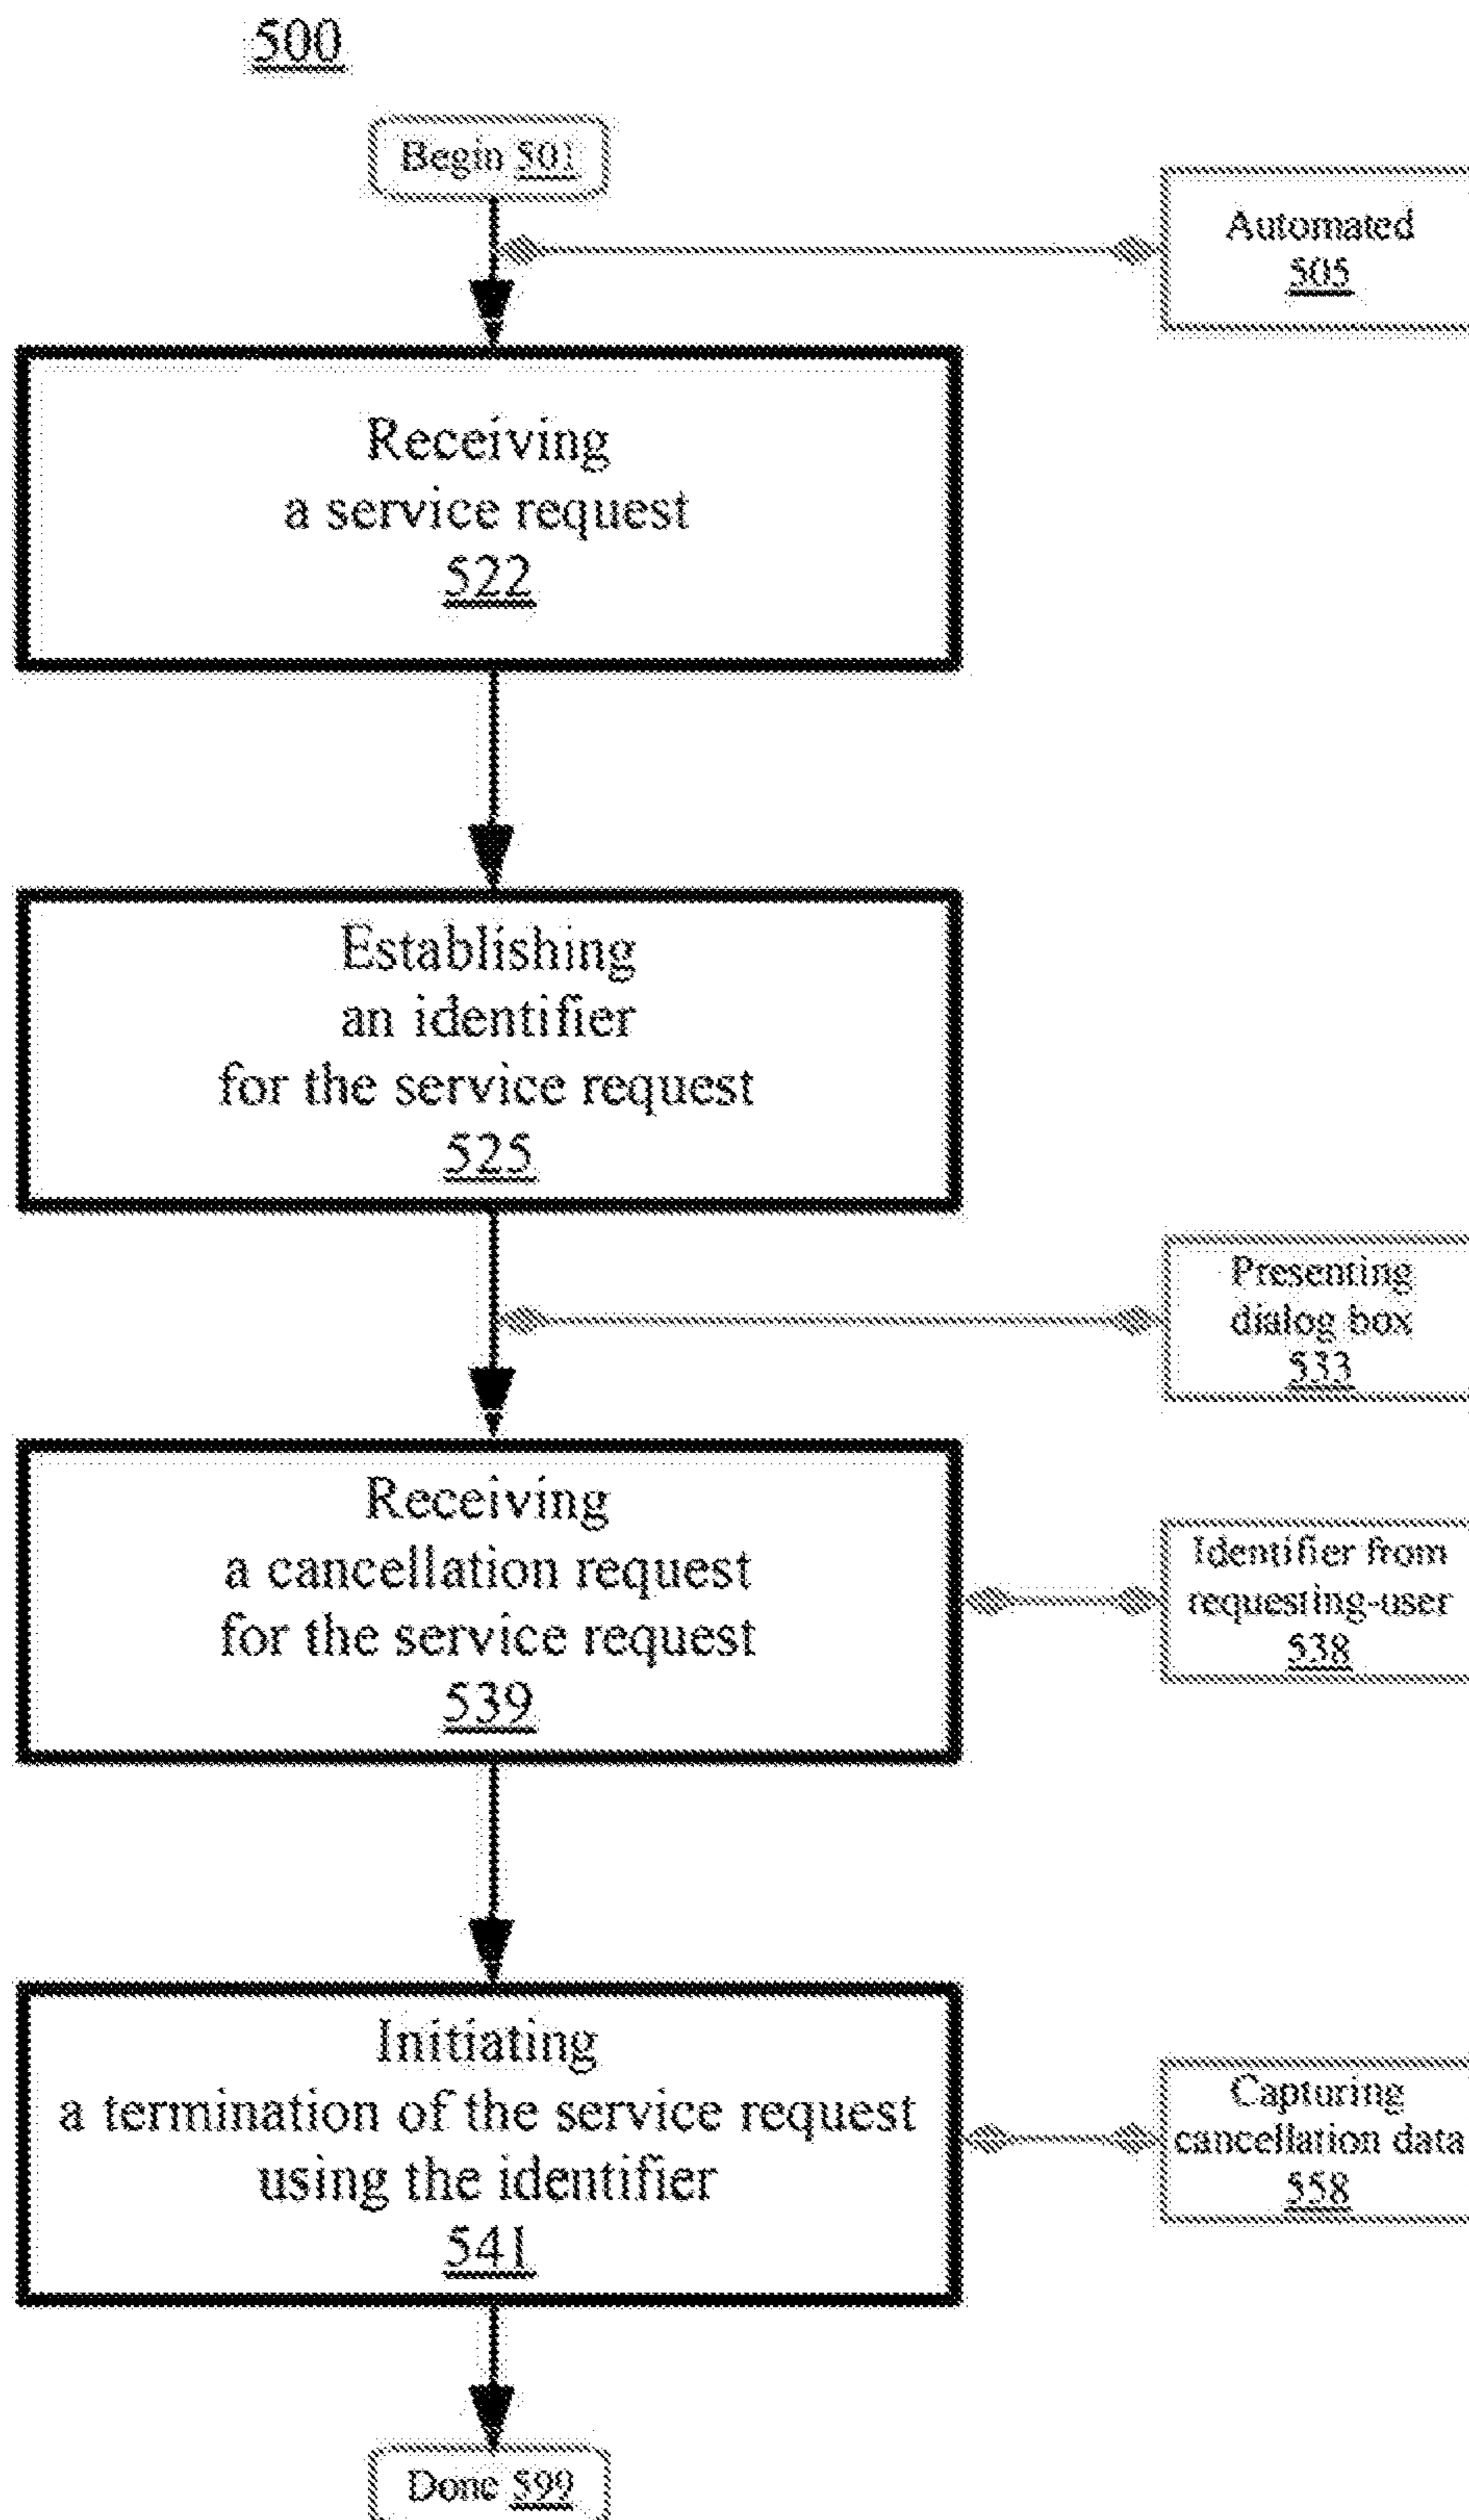 500
Begin 501
Automated
505
Receiving
a service request
522
Establishing
an identifier
for the service request
525
Presenting
dialog box
533
Receiving
a cancellation request
for the service request
539
Identifier from
requesting-user
538
Initiating
a termination of the service request
using the identifier
541
Capturing
cancellation data
558
Done 599